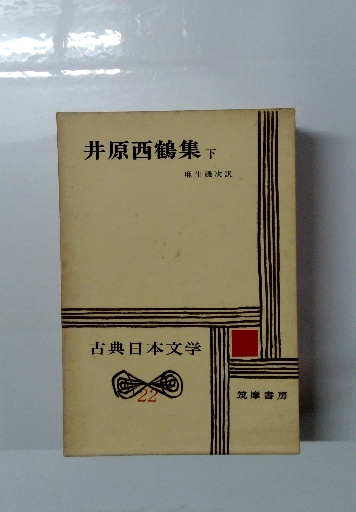 井原西鶴集 下
麻生磯次訳
古典日本文学
22
筑摩書房